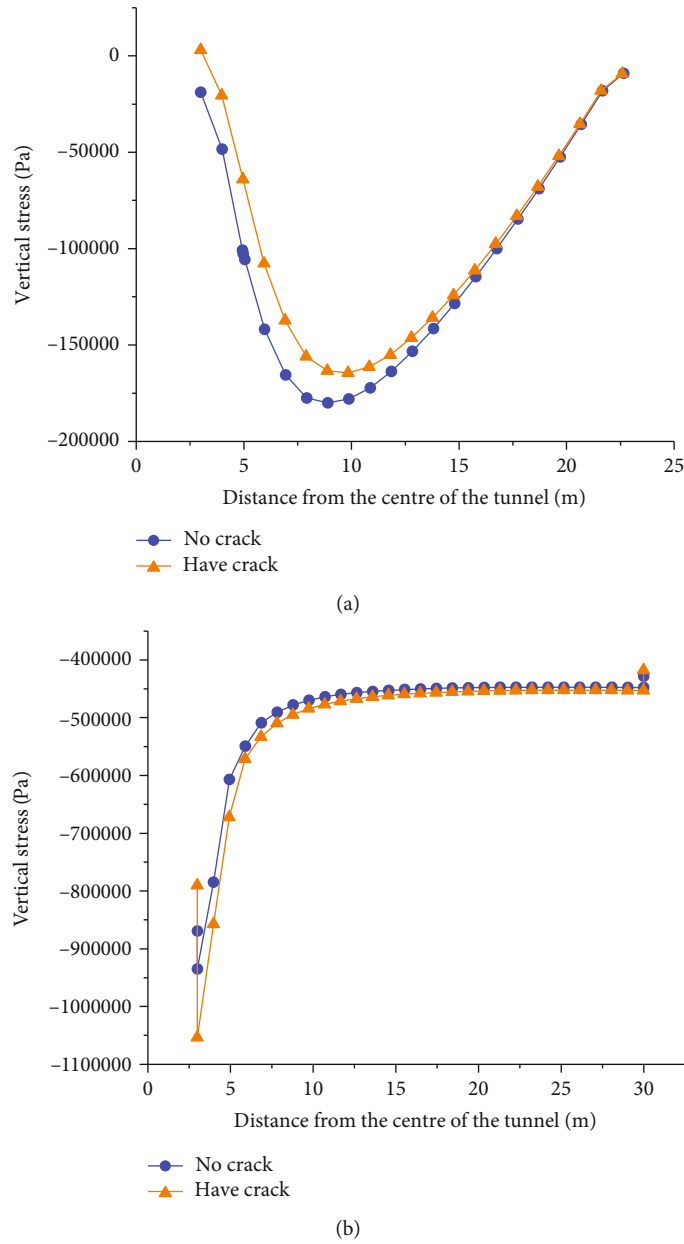 0
−50000
−100000
−150000
−200000
Vertical stress (Pa)
0 5 10 15 20 25
Distance from the centre of the tunnel (m)
No crack
Have crack
(a)
−400000
−500000
−600000
−700000
−800000
−900000
−1000000
−1100000
Vertical stress (Pa)
0 5 10 15 20 25 30
Distance from the centre of the tunnel (m)
No crack
Have crack
(b)